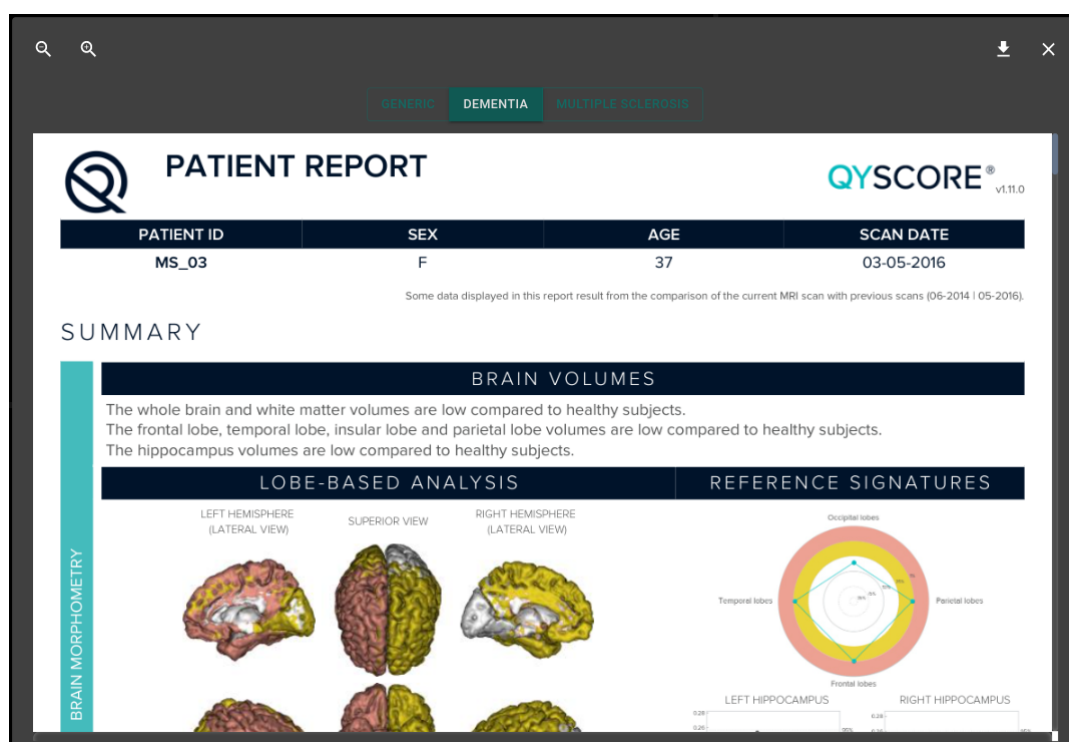 GENERIC DEMENTIA MULTIPLE SCLEROSIS
PATIENT REPORT
QYSCORE® v1.11.0
PATIENT ID SEX AGE SCAN DATE
MS_03 F 37 03-05-2016
Some data displayed in this report result from the comparison of the current MRI scan with previous scans (06-2014 | 05-2016).
SUMMARY
BRAIN MORPHOMETRY
BRAIN VOLUMES
The whole brain and white matter volumes are low compared to healthy subjects.
The frontal lobe, temporal lobe, insular lobe and parietal lobe volumes are low compared to healthy subjects.
The hippocampus volumes are low compared to healthy subjects.
LOBE-BASED ANALYSIS REFERENCE SIGNATURES
LEFT HEMISPHERE
(LATERAL VIEW)
SUPERIOR VIEW
RIGHT HEMISPHERE
(LATERAL VIEW)
Occipital lobes
Temporal lobes
Parietal lobes
Frontal lobes
LEFT HIPPOCAMPUS RIGHT HIPPOCAMPUS
0.28
0.26
0.28